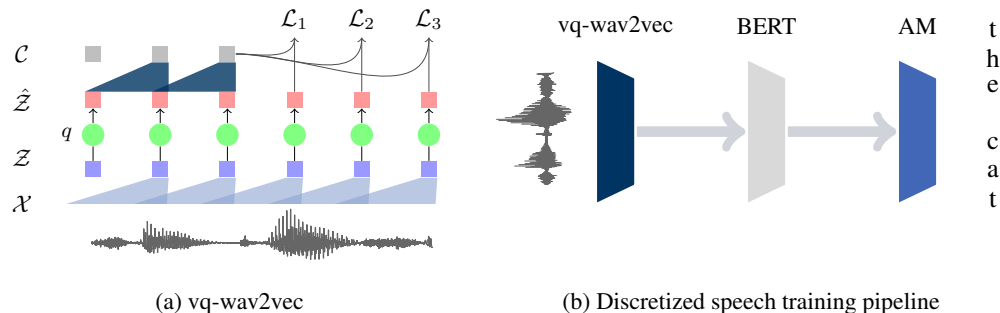 ℒ₁ ℒ₂ ℒ₃
𝒞
𝒵̂
q
𝒵
𝒳
(a) vq-wav2vec
vq-wav2vec BERT AM
t
h
e
c
a
t
(b) Discretized speech training pipeline